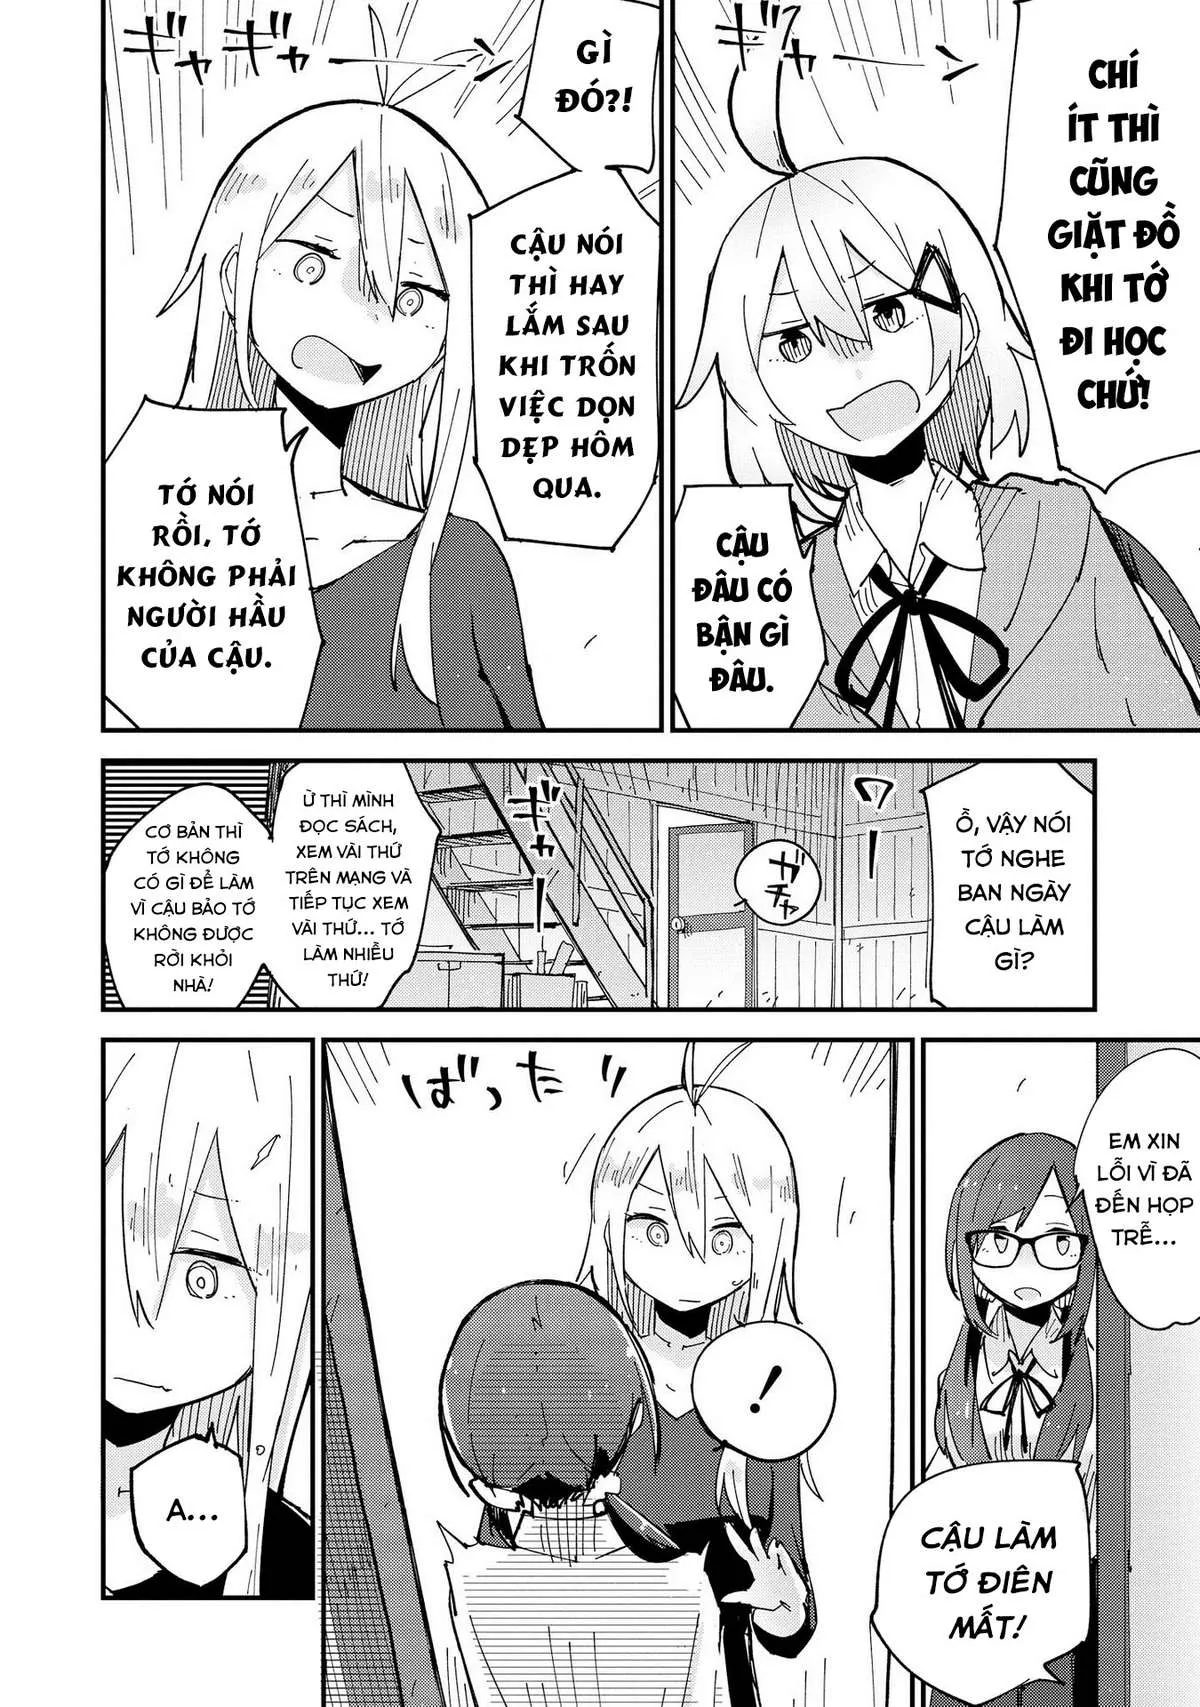 CHÍ
ÍT THÌ
CŨNG
GIẶT ĐỒ
KHI TỚ
ĐI HỌC
CHỨ!
CẬU
ĐÂU CÓ
BẬN GÌ
ĐÂU.
ギャギャ
GÌ
ĐÓ?!
CẬU NÓI
THÌ HAY
LẮM SAU
KHI TRỐN
VIỆC DỌN
DẸP HÔM
QUA.
ギャギャ
TỚ NÓI
RỒI, TỚ
KHÔNG PHẢI
NGƯỜI HẦU
CỦA CẬU.
Ồ, VẬY NÓI
TỚ NGHE
BAN NGÀY
CẬU LÀM
GÌ?
ガチャ
ギャー
Ừ THÌ MÌNH
ĐỌC SÁCH,
XEM VÀI THỨ
TRÊN MẠNG VÀ
TIẾP TỤC XEM
VÀI THỨ... TỚ
LÀM NHIỀU
THỨ!
CƠ BẢN THÌ
TỚ KHÔNG
CÓ GÌ ĐỂ LÀM
VÌ CẬU BẢO TỚ
KHÔNG ĐƯỢC
RỜI KHỎI
NHÀ!
EM XIN
LỖI VÌ ĐÃ
ĐẾN HỌP
TRỄ...
CẬU LÀM
TỚ ĐIÊN
MẤT!
ばったり
!
A...